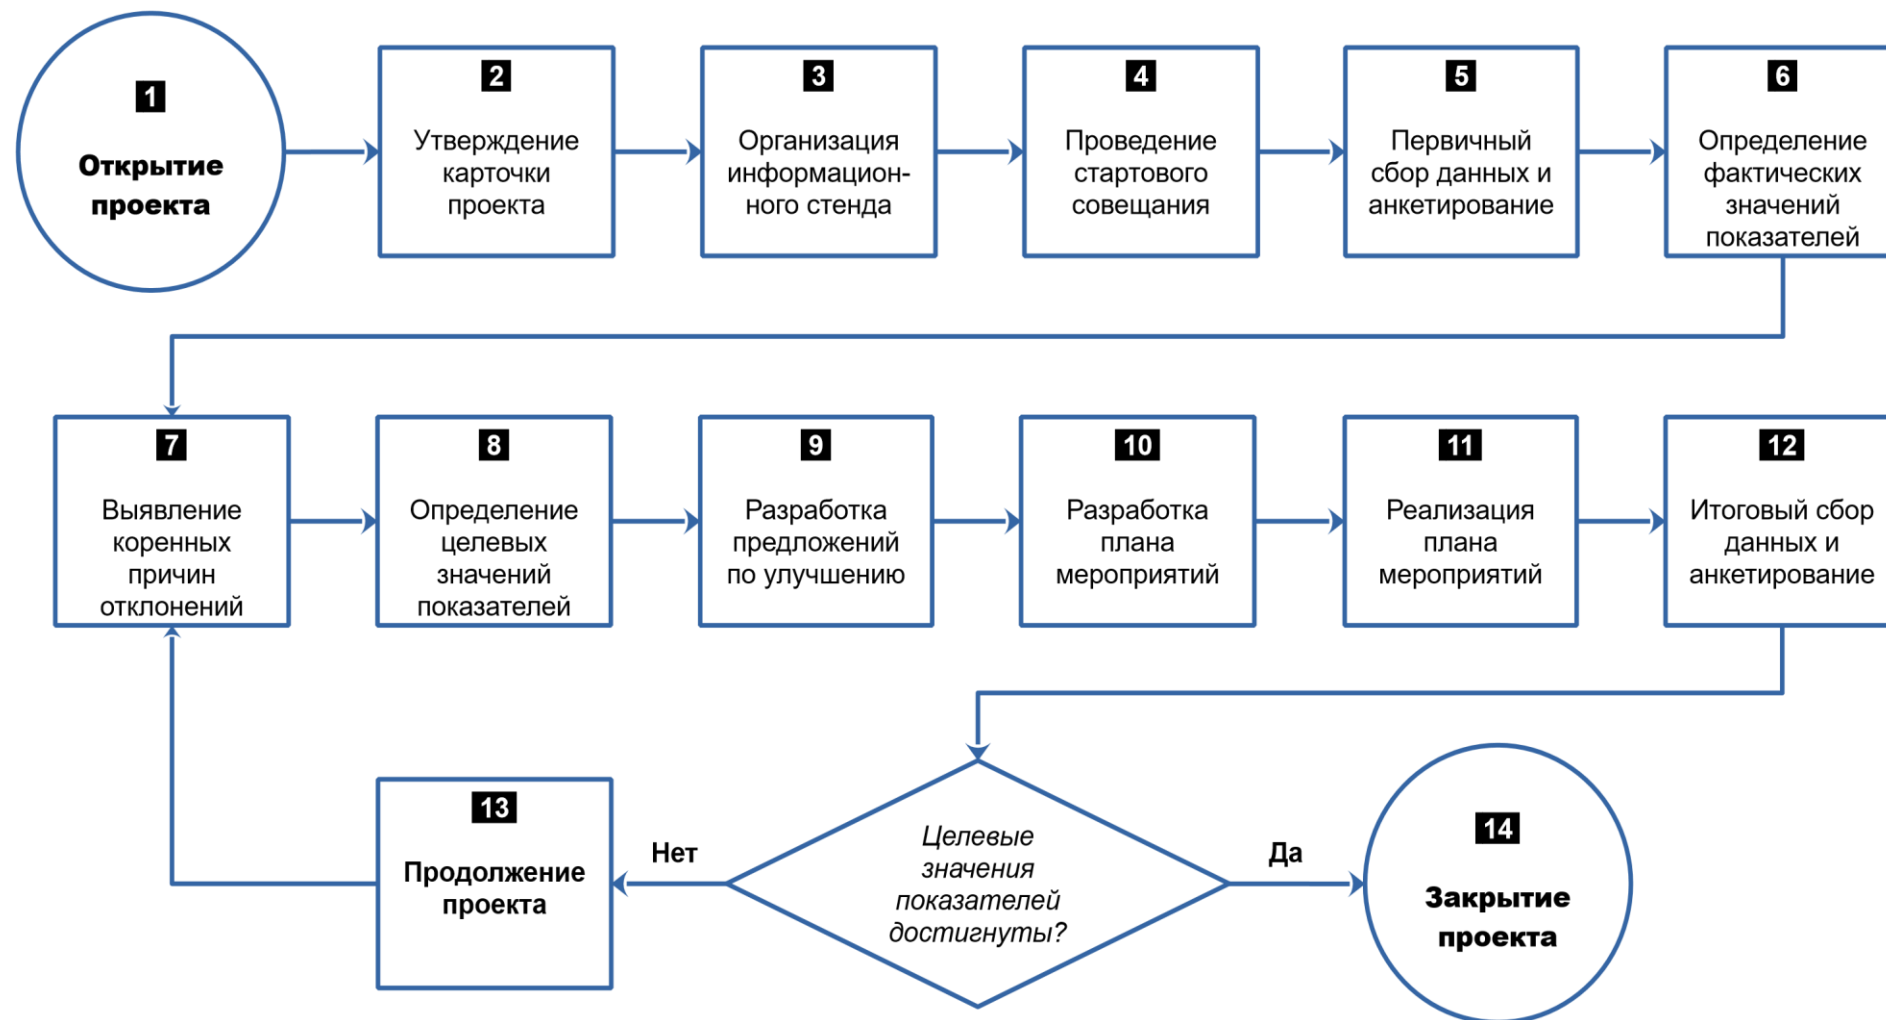 1
Открытие
проекта
2
Утверждение
карточки
проекта
3
Организация
информацион-
ного стенда
4
Проведение
стартового
совещания
5
Первичный
сбор данных и
анкетирование
6
Определение
фактических
значений
показателей
7
Выявление
коренных
причин
отклонений
8
Определение
целевых
значений
показателей
9
Разработка
предложений
по улучшению
10
Разработка
плана
мероприятий
11
Реализация
плана
мероприятий
12
Итоговый сбор
данных и
анкетирование
13
Продолжение
проекта
Нет
Целевые
значения
показателей
достигнуты?
Да
14
Закрытие
проекта